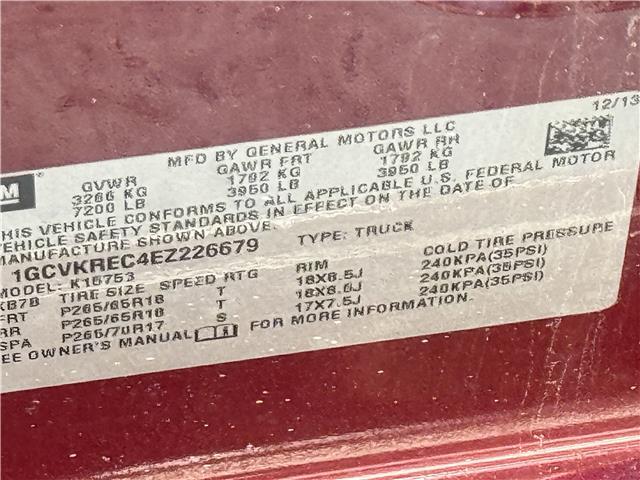 12/13
MFD BY GENERAL MOTORS LLC
GVWR GAWR FRT GAWR RR
3266 KG 1792 KG 1792 KG
7200 LB 3950 LB 3950 LB
HIS VEHICLE CONFORMS TO ALL APPLICABLE U.S. FEDERAL MOTOR
VEHICLE SAFETY STANDARDS IN EFFECT ON THE DATE OF
MANUFACTURE SHOWN ABOVE.
1GCVKREC4EZ226679 TYPE: TRUCK
MODEL: K15753
XB7B TIRE SIZE SPEED RTG RIM COLD TIRE PRESSURE
FRT P265/65R18 T 18X8.5J 240KPA(35PSI)
RR P265/65R18 T 18X8.5J 240KPA(35PSI)
SPA P265/70R17 S 17X7.5J 240KPA(35PSI)
EE OWNER'S MANUAL FOR MORE INFORMATION.